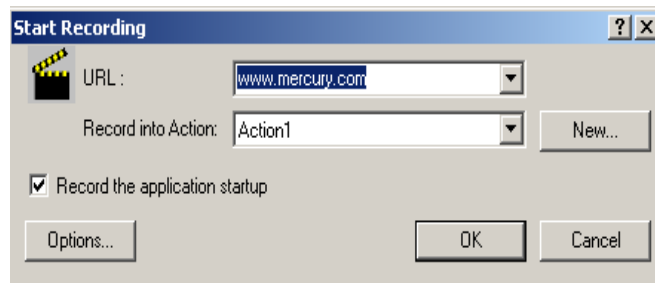 Start Recording
URL :
www.mercury.com
Record into Action:
Action1
New...
Record the application startup
Options...
OK
Cancel